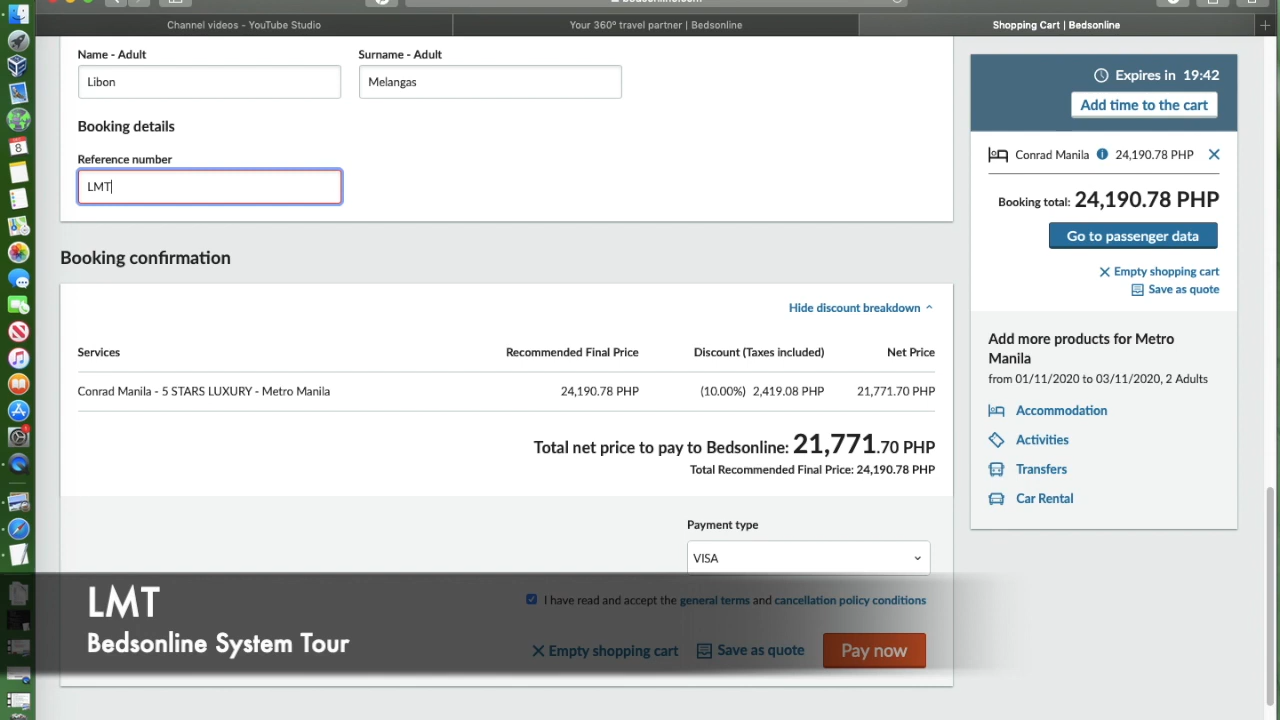 bedsonline.com
Channel videos - YouTube Studio
Your 360º travel partner | Bedsonline
Shopping Cart | Bedsonline
Name - Adult
Surname - Adult
Libon
Melangas
Booking details
Reference number
LMT
Booking confirmation
Hide discount breakdown
Services
Recommended Final Price
Discount (Taxes included)
Net Price
Conrad Manila - 5 STARS LUXURY - Metro Manila
24,190.78 PHP
(10.00%) 2,419.08 PHP
21,771.70 PHP
Total net price to pay to Bedsonline: 21,771.70 PHP
Total Recommended Final Price: 24,190.78 PHP
Payment type
VISA
I have read and accept the general terms and cancellation policy conditions
Empty shopping cart
Save as quote
Pay now
Expires in 19:42
Add time to the cart
Conrad Manila 24,190.78 PHP
Booking total: 24,190.78 PHP
Go to passenger data
Empty shopping cart
Save as quote
Add more products for Metro
Manila
from 01/11/2020 to 03/11/2020, 2 Adults
Accommodation
Activities
Transfers
Car Rental
8
LMT
Bedsonline System Tour